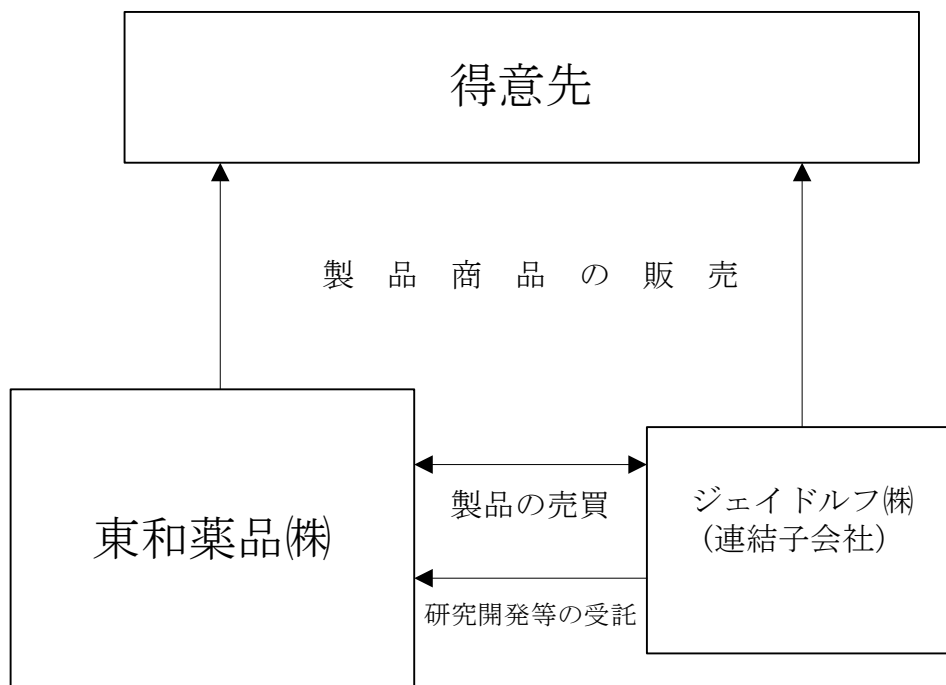 得意先
製品商品の販売
東和薬品㈱
製品の売買
研究開発等の受託
ジェイドルフ㈱
(連結子会社)